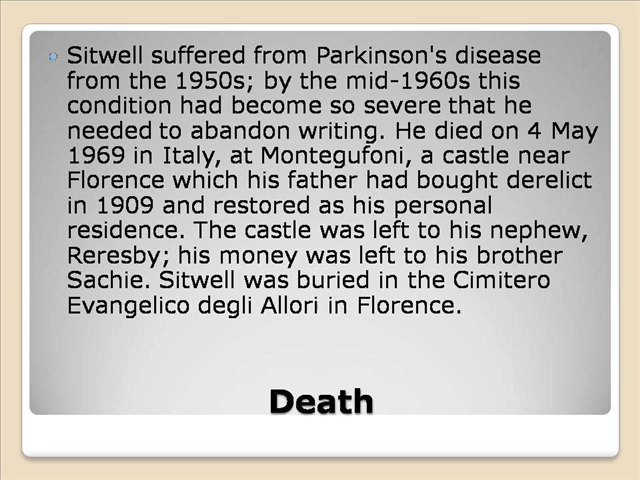 Sitwell suffered from Parkinson's disease
from the 1950s; by the mid-1960s this
condition had become so severe that he
needed to abandon writing. He died on 4 May
1969 in Italy, at Montegufoni, a castle near
Florence which his father had bought derelict
in 1909 and restored as his personal
residence. The castle was left to his nephew,
Reresby; his money was left to his brother
Sachie. Sitwell was buried in the Cimitero
Evangelico degli Allori in Florence.
Death